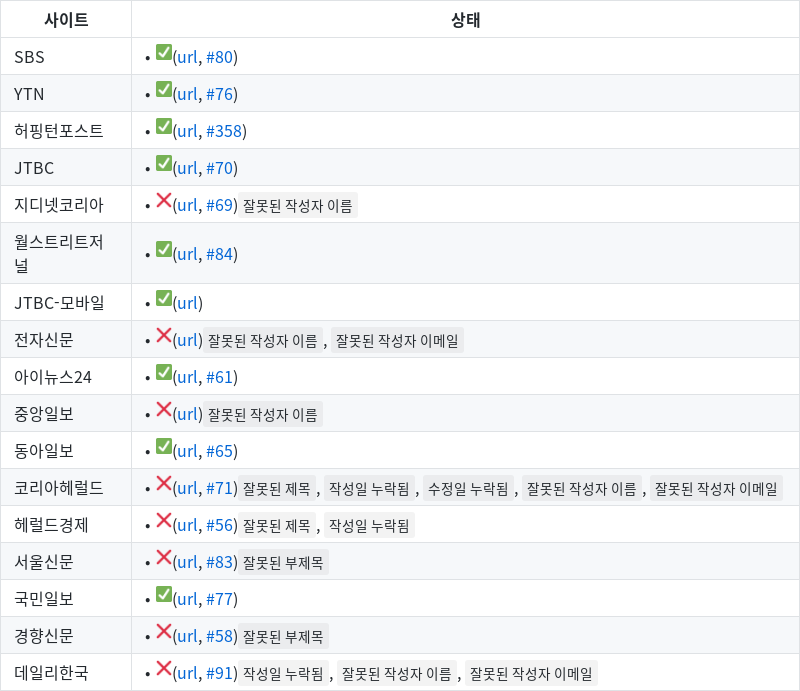 사이트 상태
SBS • ✅(url, #80)
YTN • ✅(url, #76)
허핑턴포스트 • ✅(url, #358)
JTBC • ✅(url, #70)
지디넷코리아 • ❌(url, #69) 잘못된 작성자 이름
월스트리트저
널 • ✅(url, #84)
JTBC-모바일 • ✅(url)
전자신문 • ❌(url) 잘못된 작성자 이름 , 잘못된 작성자 이메일
아이뉴스24 • ✅(url, #61)
중앙일보 • ❌(url) 잘못된 작성자 이름
동아일보 • ✅(url, #65)
코리아헤럴드 • ❌(url, #71) 잘못된 제목 , 작성일 누락됨 , 수정일 누락됨 , 잘못된 작성자 이름 , 잘못된 작성자 이메일
헤럴드경제 • ❌(url, #56) 잘못된 제목 , 작성일 누락됨
서울신문 • ❌(url, #83) 잘못된 부제목
국민일보 • ✅(url, #77)
경향신문 • ❌(url, #58) 잘못된 부제목
데일리한국 • ❌(url, #91) 작성일 누락됨 , 잘못된 작성자 이름 , 잘못된 작성자 이메일